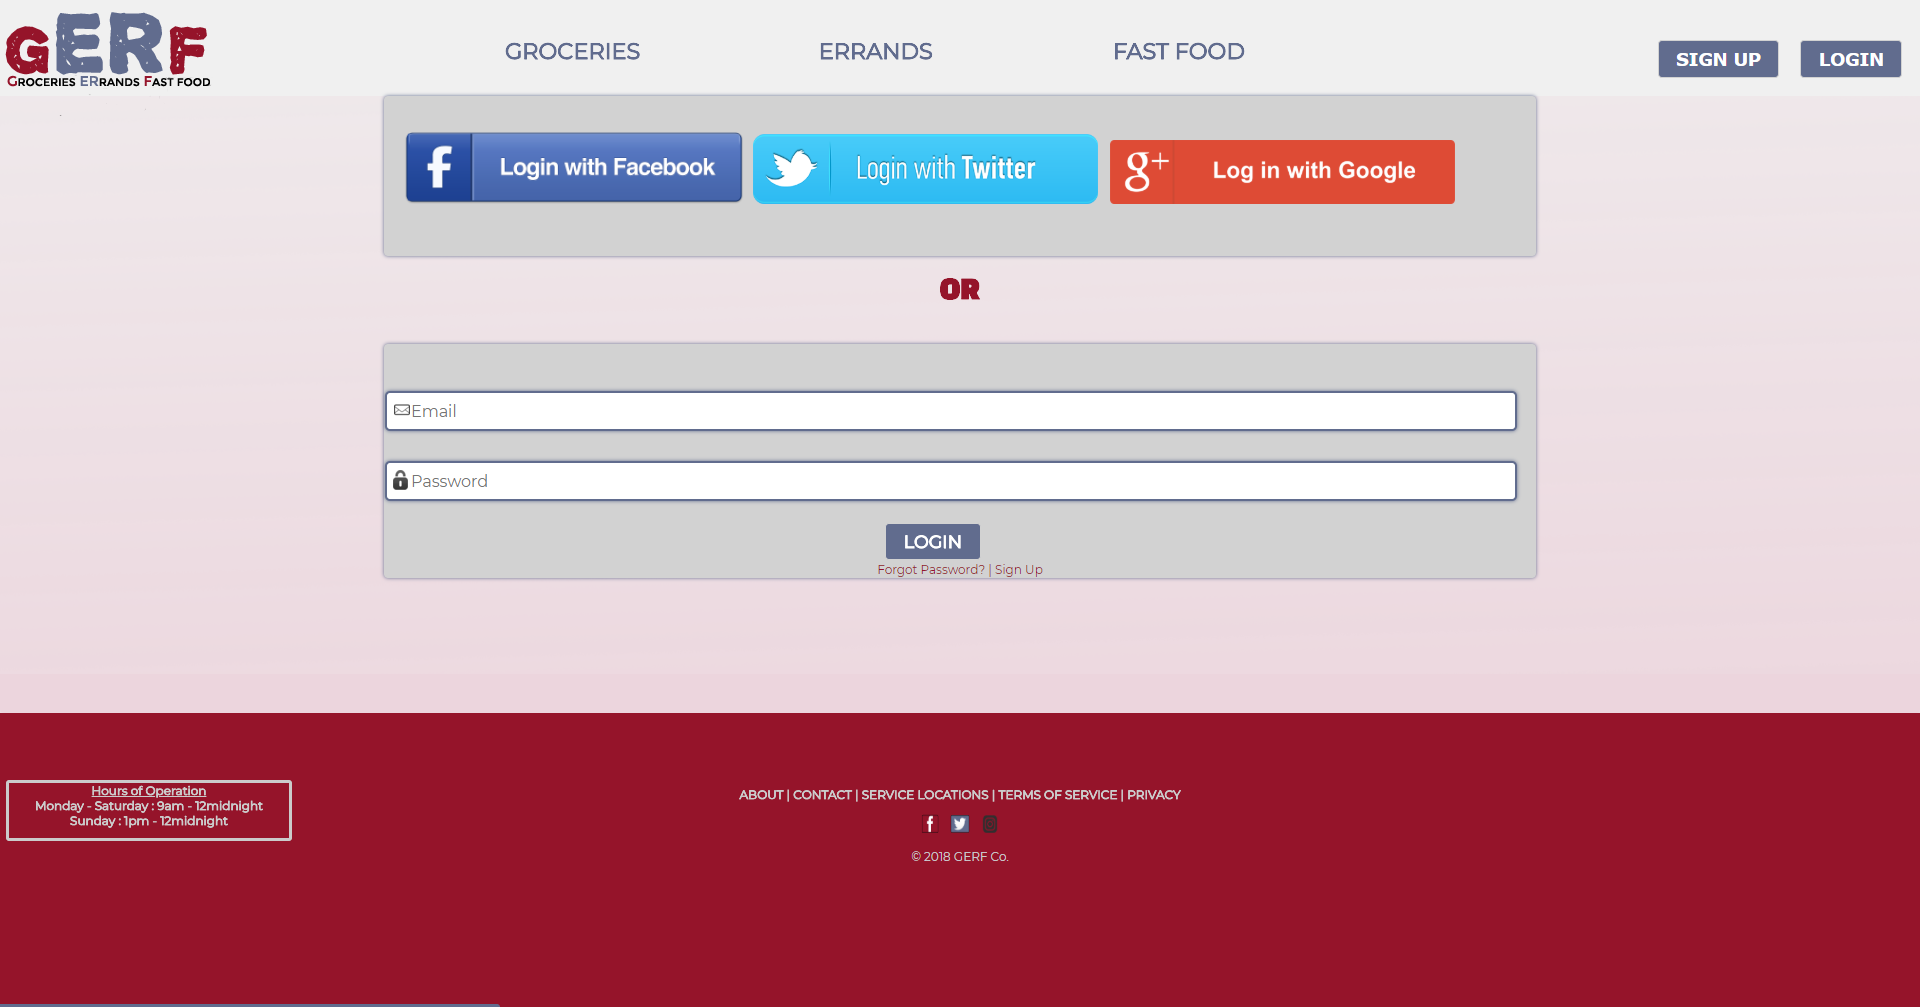 GERF
GROCERIES ERRANDS FAST FOOD
GROCERIES
ERRANDS
FAST FOOD
SIGN UP
LOGIN
f Login with Facebook
Login with Twitter
g+ Log in with Google
OR
Email
Password
LOGIN
Forgot Password? | Sign Up
Hours of Operation
Monday - Saturday : 9am - 12midnight
Sunday : 1pm - 12midnight
ABOUT | CONTACT | SERVICE LOCATIONS | TERMS OF SERVICE | PRIVACY
f
© 2018 GERF Co.